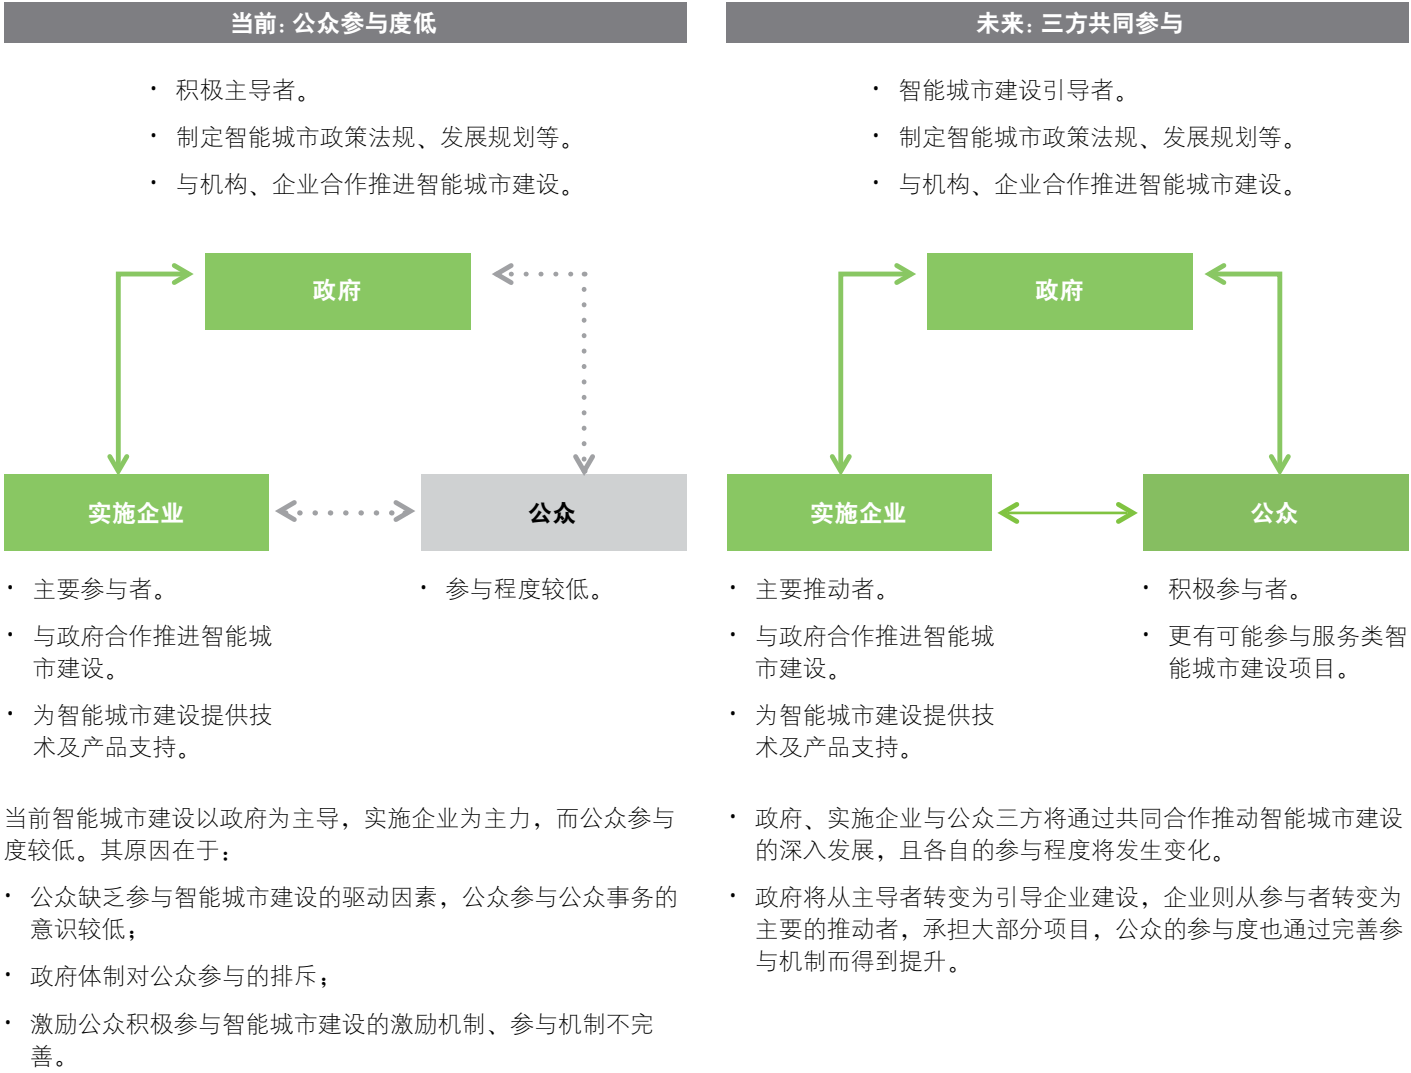 当前: 公众参与度低
· 积极主导者。
· 制定智能城市政策法规、发展规划等。
· 与机构、企业合作推进智能城市建设。
政府
实施企业
公众
· 主要参与者。
· 与政府合作推进智能城
市建设。
· 为智能城市建设提供技
术及产品支持。
· 参与程度较低。
当前智能城市建设以政府为主导，实施企业为主力，而公众参与
度较低。其原因在于：
· 公众缺乏参与智能城市建设的驱动因素，公众参与公众事务的
意识较低；
· 政府体制对公众参与的排斥；
· 激励公众积极参与智能城市建设的激励机制、参与机制不完
善。
未来: 三方共同参与
· 智能城市建设引导者。
· 制定智能城市政策法规、发展规划等。
· 与机构、企业合作推进智能城市建设。
政府
实施企业
公众
· 主要推动者。
· 与政府合作推进智能城
市建设。
· 为智能城市建设提供技
术及产品支持。
· 积极参与者。
· 更有可能参与服务类智
能城市建设项目。
· 政府、实施企业与公众三方将通过共同合作推动智能城市建设
的深入发展，且各自的参与程度将发生变化。
· 政府将从主导者转变为引导企业建设，企业则从参与者转变为
主要的推动者，承担大部分项目，公众的参与度也通过完善参
与机制而得到提升。